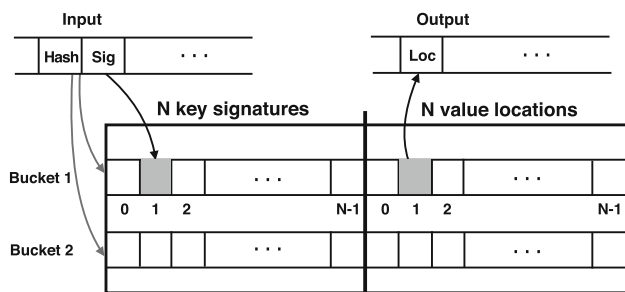 Input
Output
Hash Sig ...
Loc ...
N key signatures
N value locations
Bucket 1
... ...
0 1 2 N-1 0 1 2 N-1
Bucket 2
... ...